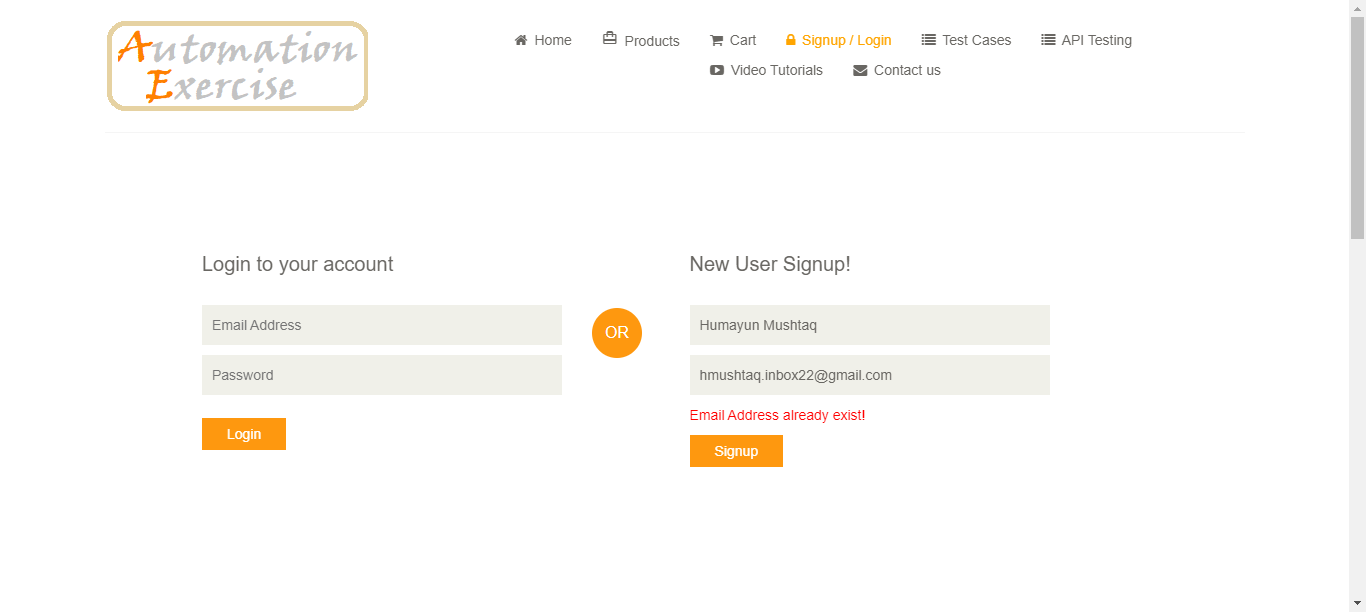 Automation
Exercise
Home
Products
Cart
Signup / Login
Test Cases
API Testing
Video Tutorials
Contact us
Login to your account
Email Address
Password
Login
OR
New User Signup!
Humayun Mushtaq
hmushtaq.inbox22@gmail.com
Email Address already exist!
Signup